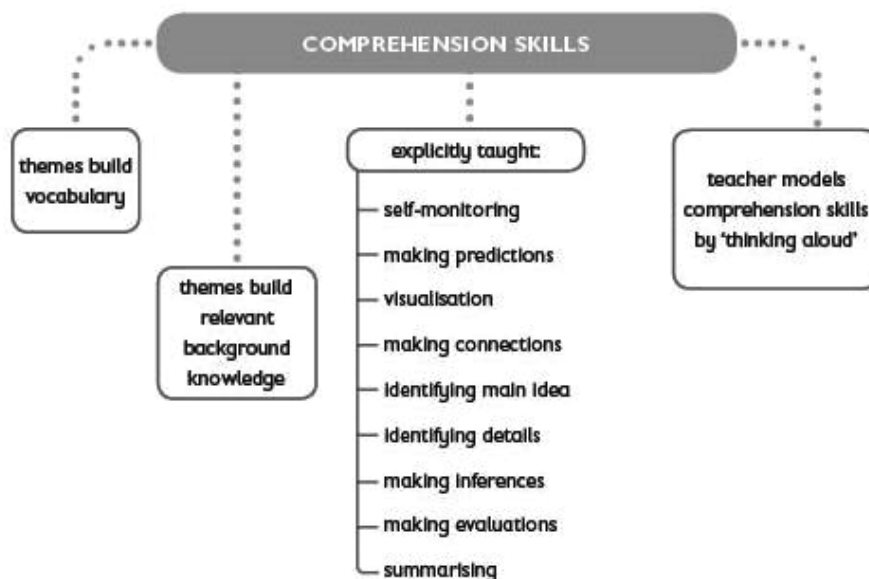 COMPREHENSION SKILLS
themes build
vocabulary
themes build
relevant
background
knowledge
explicitly taught:
self-monitoring
making predictions
visualisation
making connections
identifying main idea
identifying details
making inferences
making evaluations
summarising
teacher models
comprehension skills
by ‘thinking aloud’